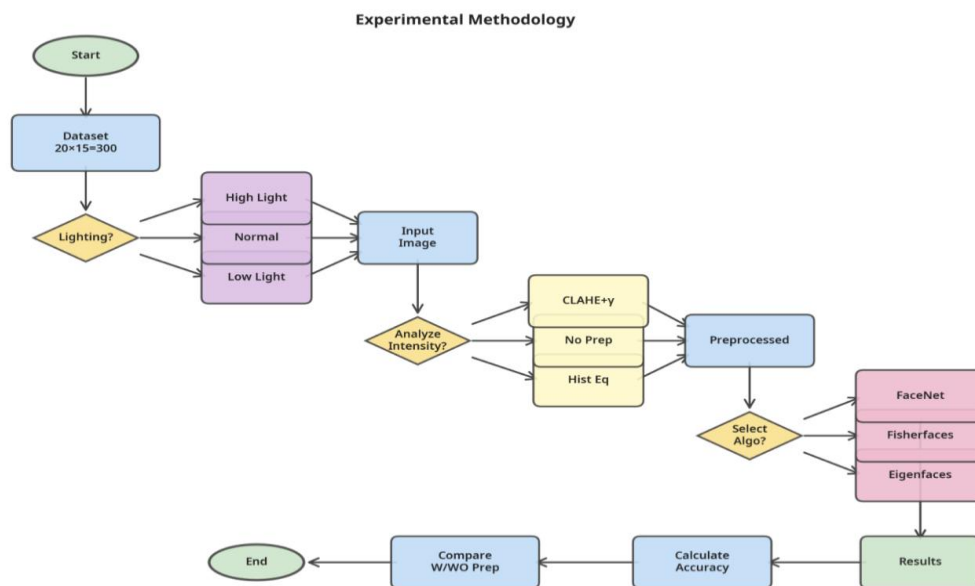 Experimental Methodology
Start
Dataset
20×15=300
Lighting?
High Light
Normal
Low Light
Input
Image
Analyze
Intensity?
CLAHE+γ
No Prep
Hist Eq
Preprocessed
Select
Algo?
FaceNet
Fisherfaces
Eigenfaces
Results
Calculate
Accuracy
Compare
W/WO Prep
End